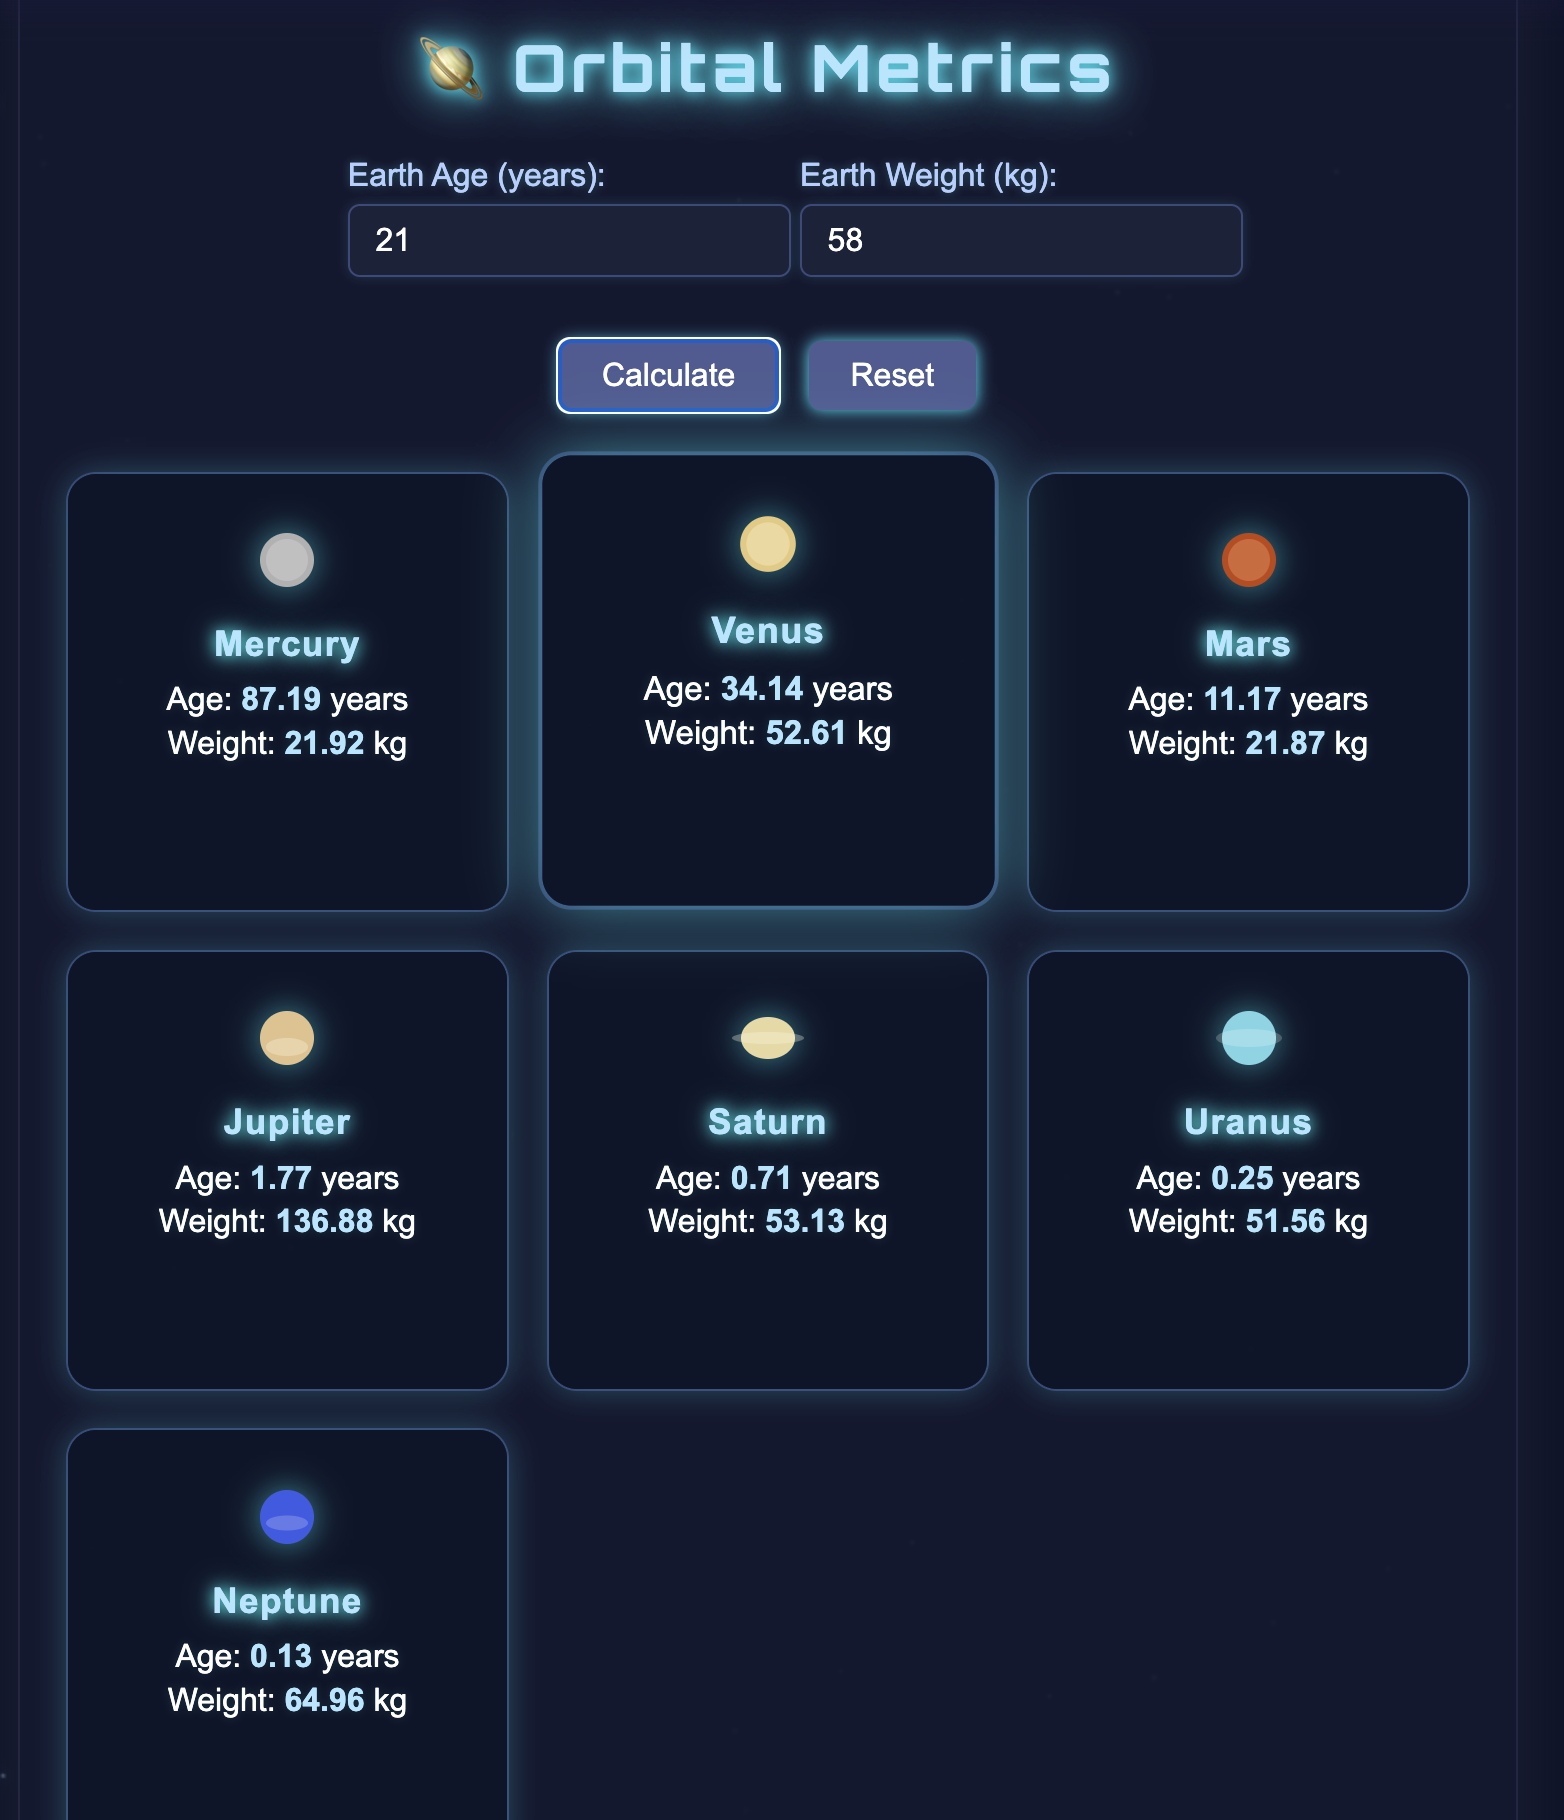 Orbital Metrics
Earth Age (years): Earth Weight (kg):
21 58
Calculate Reset
Mercury
Age: 87.19 years
Weight: 21.92 kg
Venus
Age: 34.14 years
Weight: 52.61 kg
Mars
Age: 11.17 years
Weight: 21.87 kg
Jupiter
Age: 1.77 years
Weight: 136.88 kg
Saturn
Age: 0.71 years
Weight: 53.13 kg
Uranus
Age: 0.25 years
Weight: 51.56 kg
Neptune
Age: 0.13 years
Weight: 64.96 kg